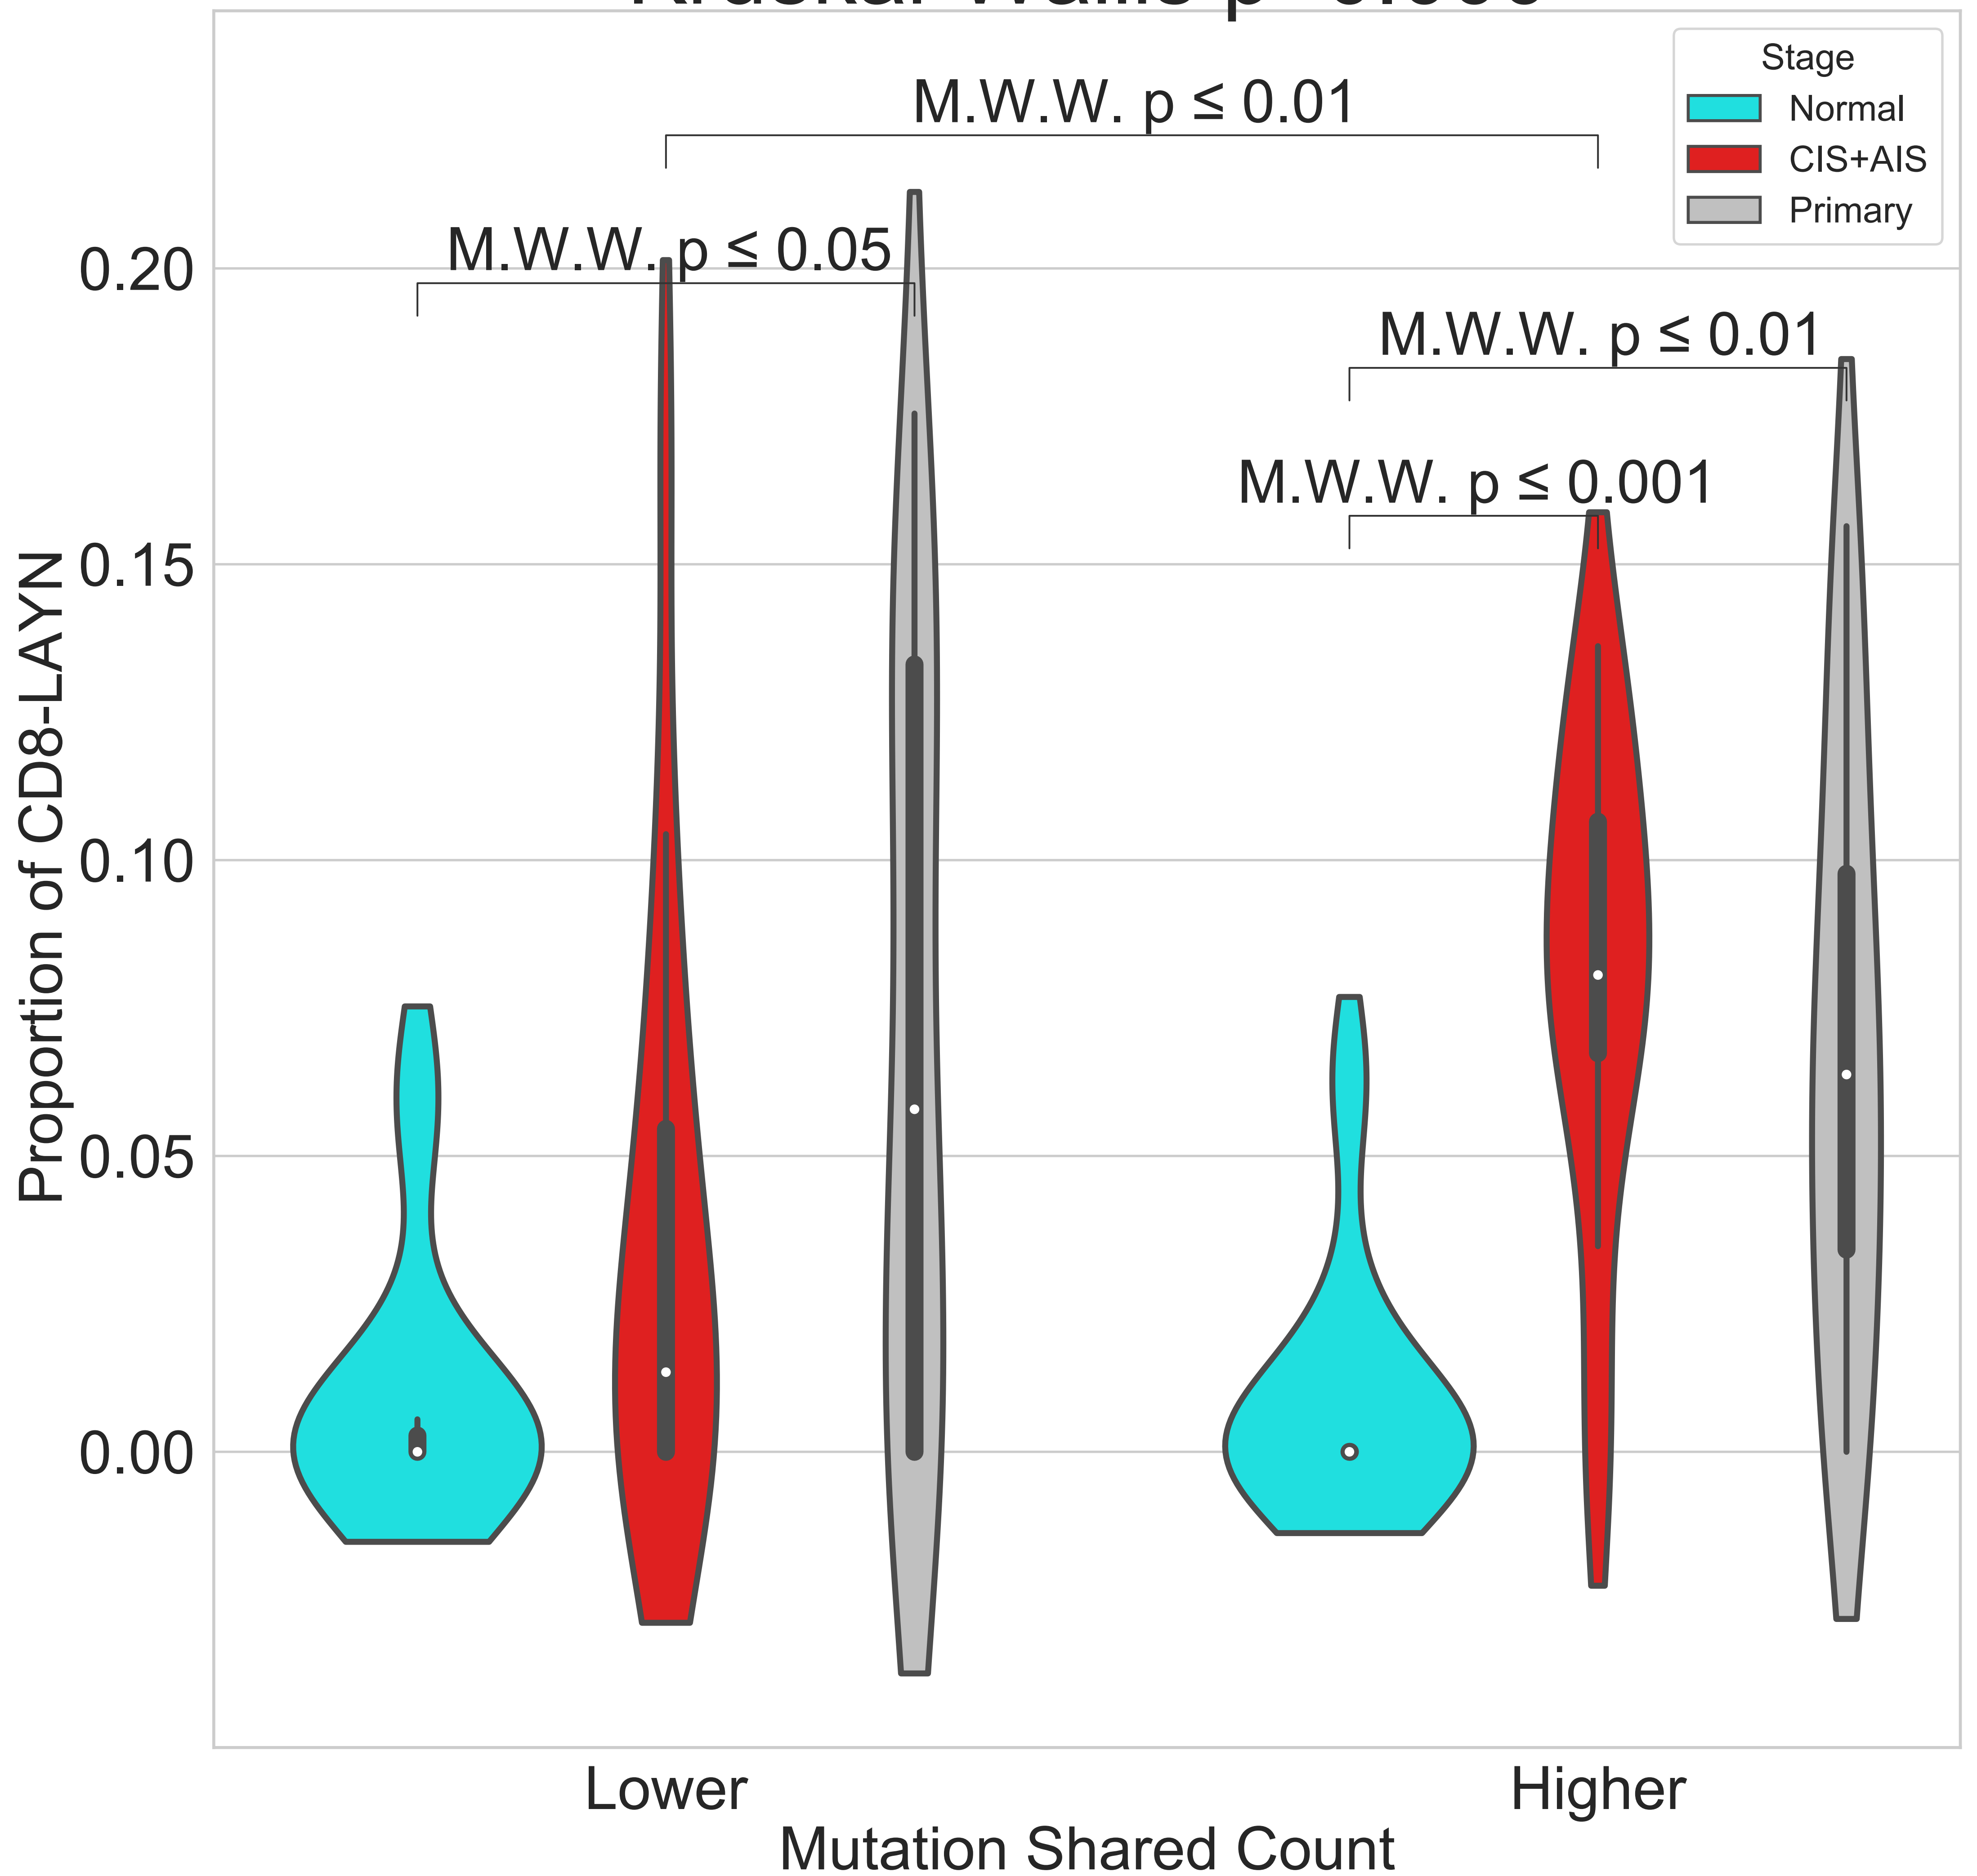 M.W.W. p ≤ 0.01
Stage
Normal
CIS+AIS
Primary
M.W.W. p ≤ 0.05
M.W.W. p ≤ 0.01
M.W.W. p ≤ 0.001
Proportion of CD8-LAYN
0.20
0.15
0.10
0.05
0.00
Lower
Higher
Mutation Shared Count